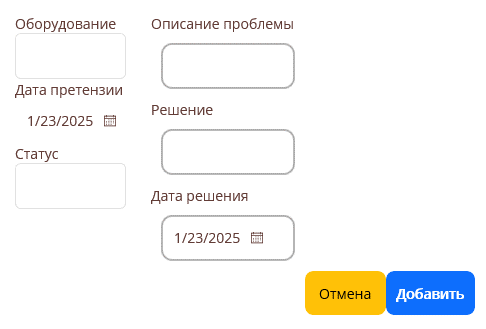 Оборудование
Дата претензии
1/23/2025
Статус
Описание проблемы
Решение
Дата решения
1/23/2025
Отмена
Добавить